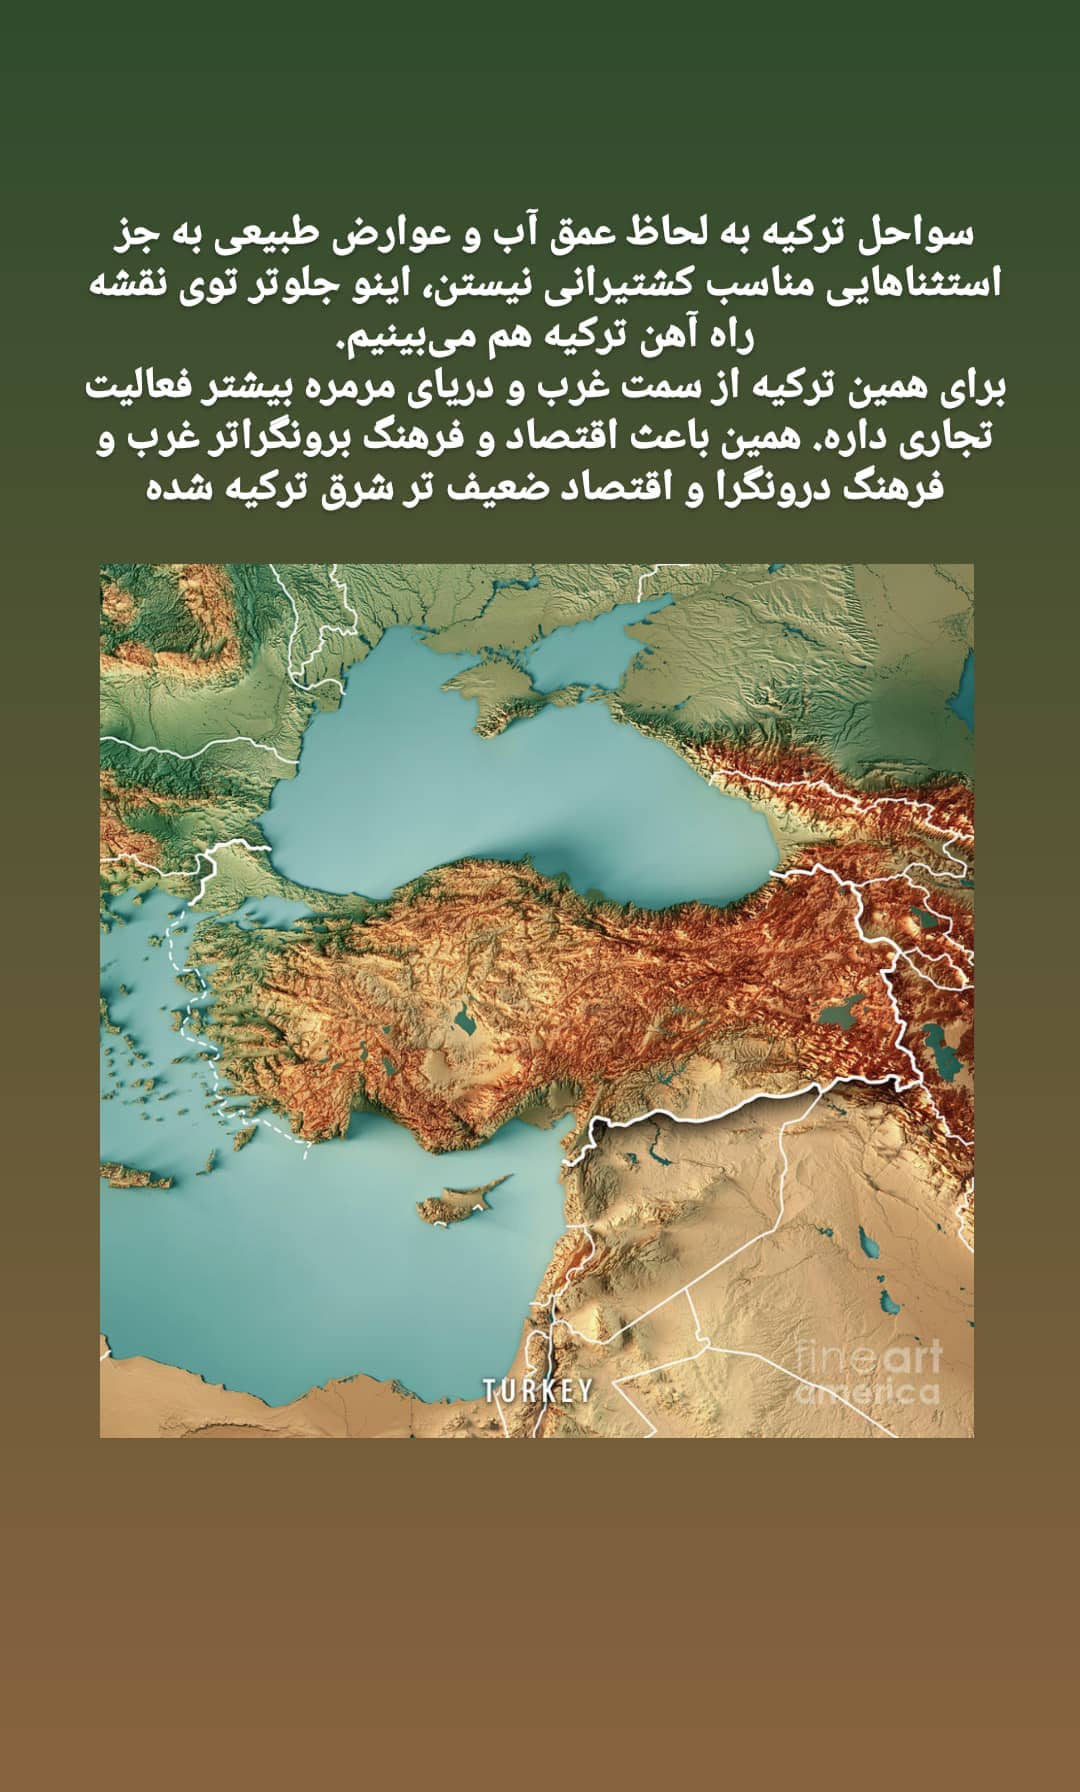 سواحل ترکیه به لحاظ عمق آب و عوارض طبیعی به جز
استثناهایی مناسب کشتیرانی نیستن، اینو جلوتر توی نقشه
راه آهن ترکیه هم می‌بینیم.
برای همین ترکیه از سمت غرب و دریای مرمره بیشتر فعالیت
تجاری داره. همین باعث اقتصاد و فرهنگ برونگراتر غرب و
فرهنگ درونگرا و اقتصاد ضعیف تر شرق ترکیه شده
fineart
america
TURKEY